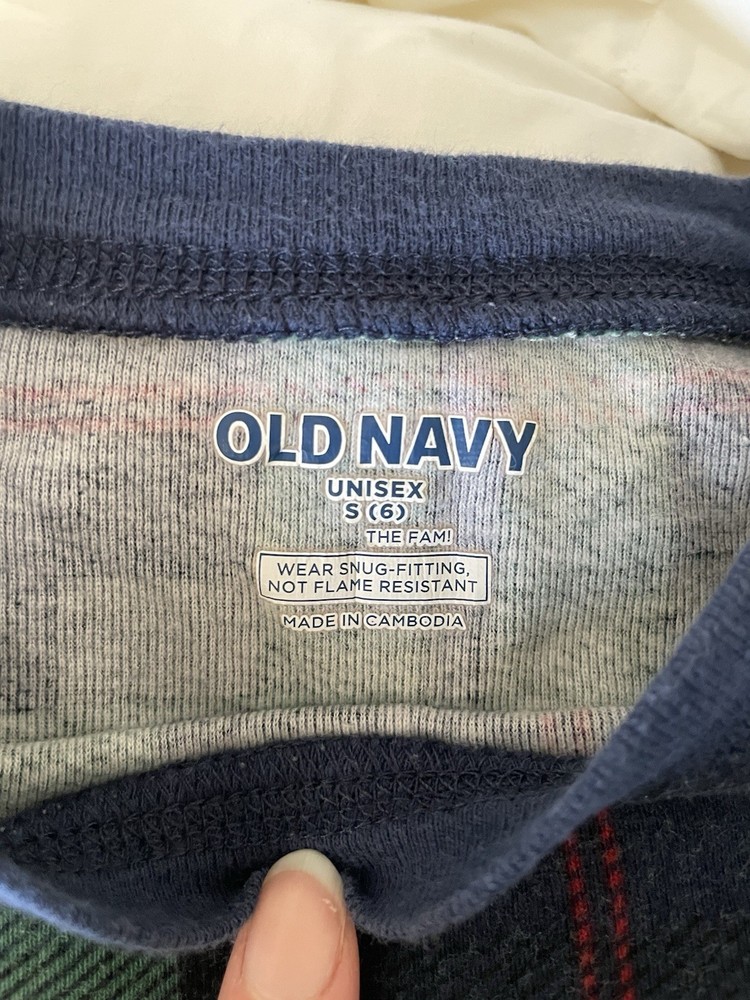 OLD NAVY
UNISEX
S (6)
THE FAM!
WEAR SNUG-FITTING,
NOT FLAME RESISTANT
MADE IN CAMBODIA